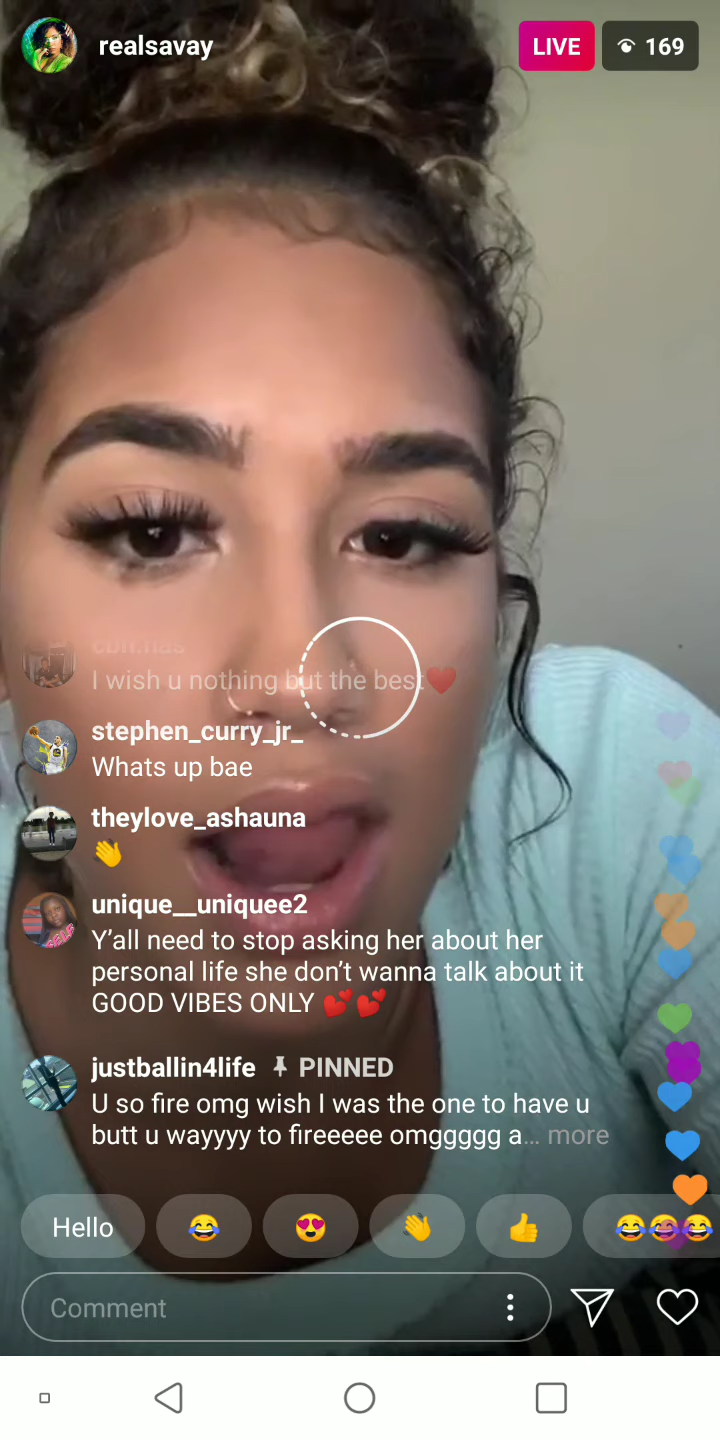 realsavay
LIVE
169
I wish u nothing but the best❤️
stephen_curry_jr_
Whats up bae
theylove_ashauna
👋
unique__uniquee2
Y’all need to stop asking her about her
personal life she don’t wanna talk about it
GOOD VIBES ONLY 💕💕
justballin4life PINNED
U so fire omg wish I was the one to have u
butt u wayyyy to fireeeee omggggg a... more
Hello 😂 😍 👋 👍 😂😂😂
Comment